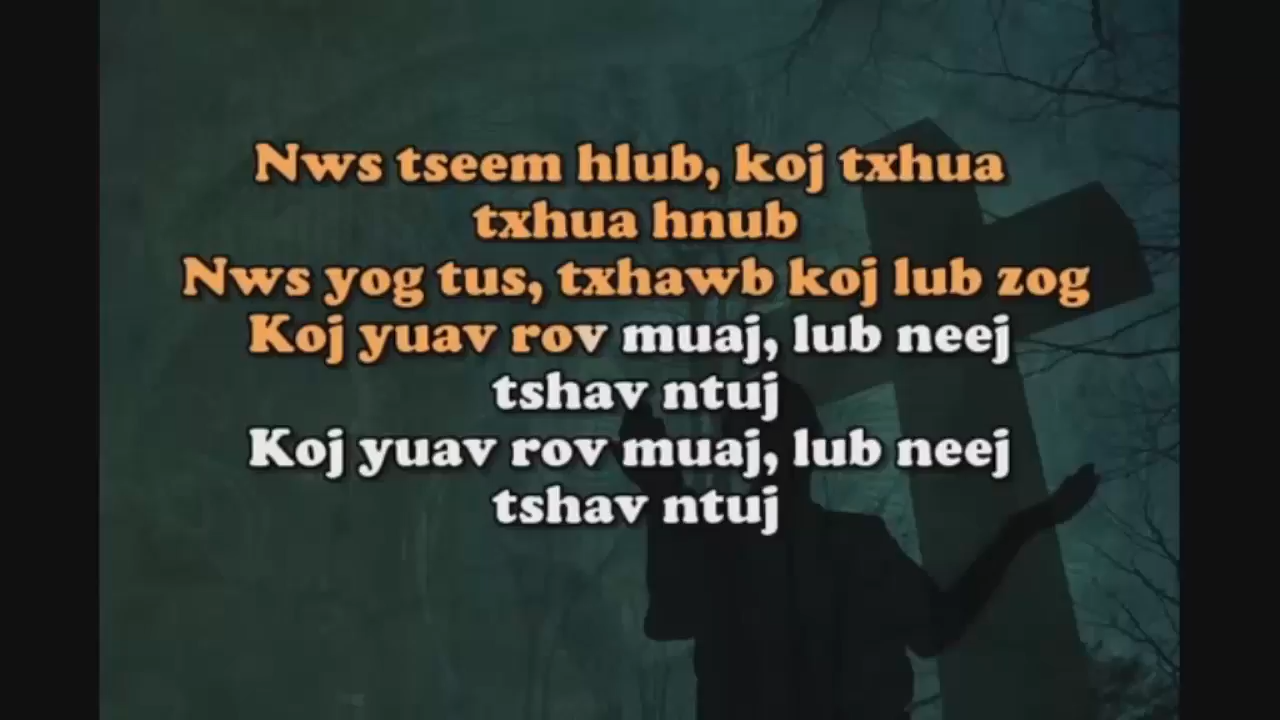 Nws tseem hlub, koj txhua
txhua hnub
Nws yog tus, txhawb koj lub zog
Koj yuav rov muaj, lub neej
tshav ntuj
Koj yuav rov muaj, lub neej
tshav ntuj